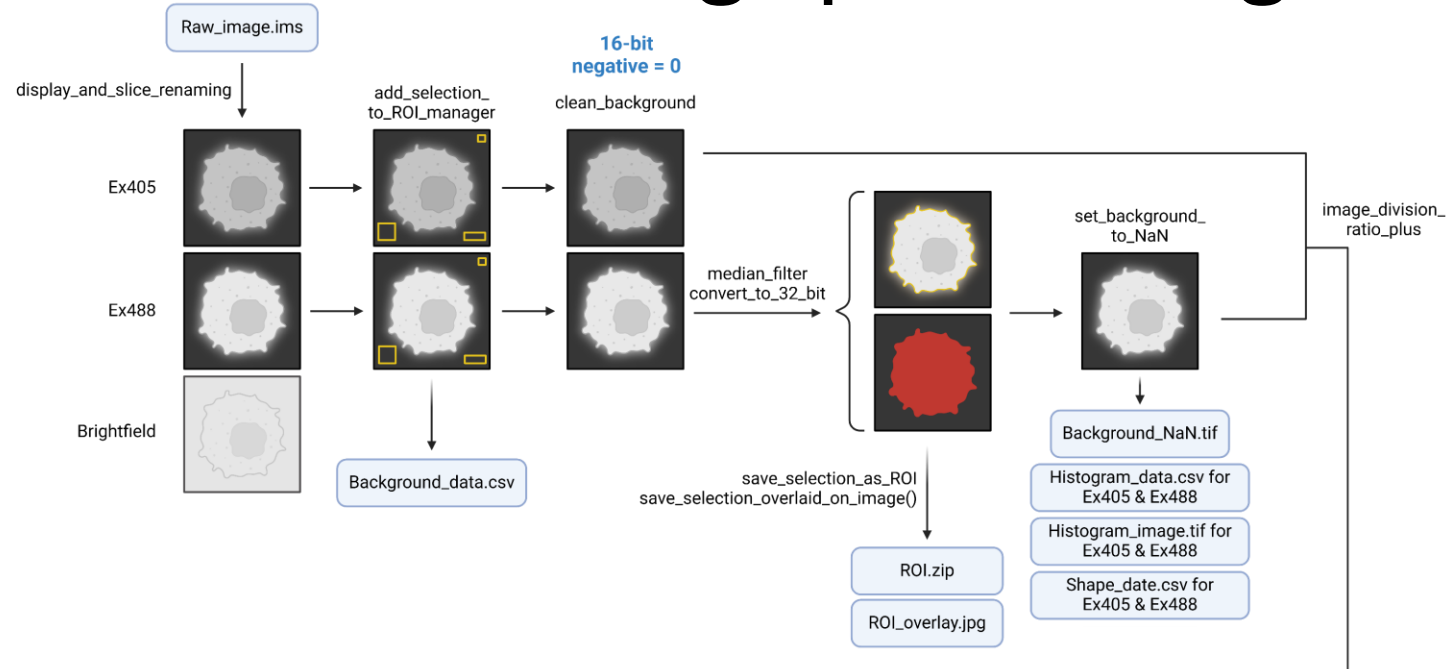 Raw_image.ims
display_and_slice_renaming
16-bit
negative = 0
add_selection_
to_ROI_manager
clean_background
Ex405
image_division_
ratio_plus
set_background_
to_NaN
median_filter
convert_to_32_bit
Ex488
Brightfield
Background_data.csv
Background_NaN.tif
Histogram_data.csv for
Ex405 & Ex488
Histogram_image.tif for
Ex405 & Ex488
Shape_date.csv for
Ex405 & Ex488
save_selection_as_ROI
save_selection_overlaid_on_image()
ROI.zip
ROI_overlay.jpg